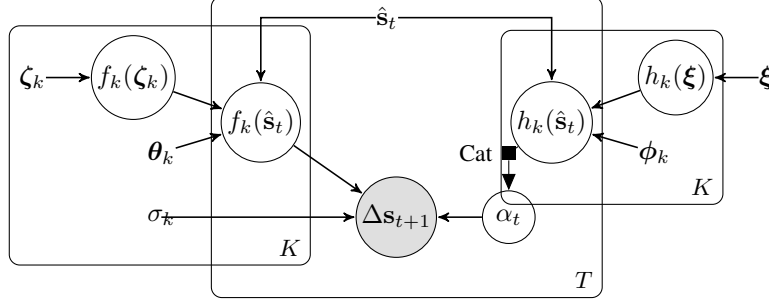 ŝ_t
ζ_k
f_k(ζ_k)
h_k(ξ)
ξ
f_k(ŝ_t)
h_k(ŝ_t)
θ_k
Cat
ϕ_k
K
σ_k
Δs_{t+1}
α_t
K
T